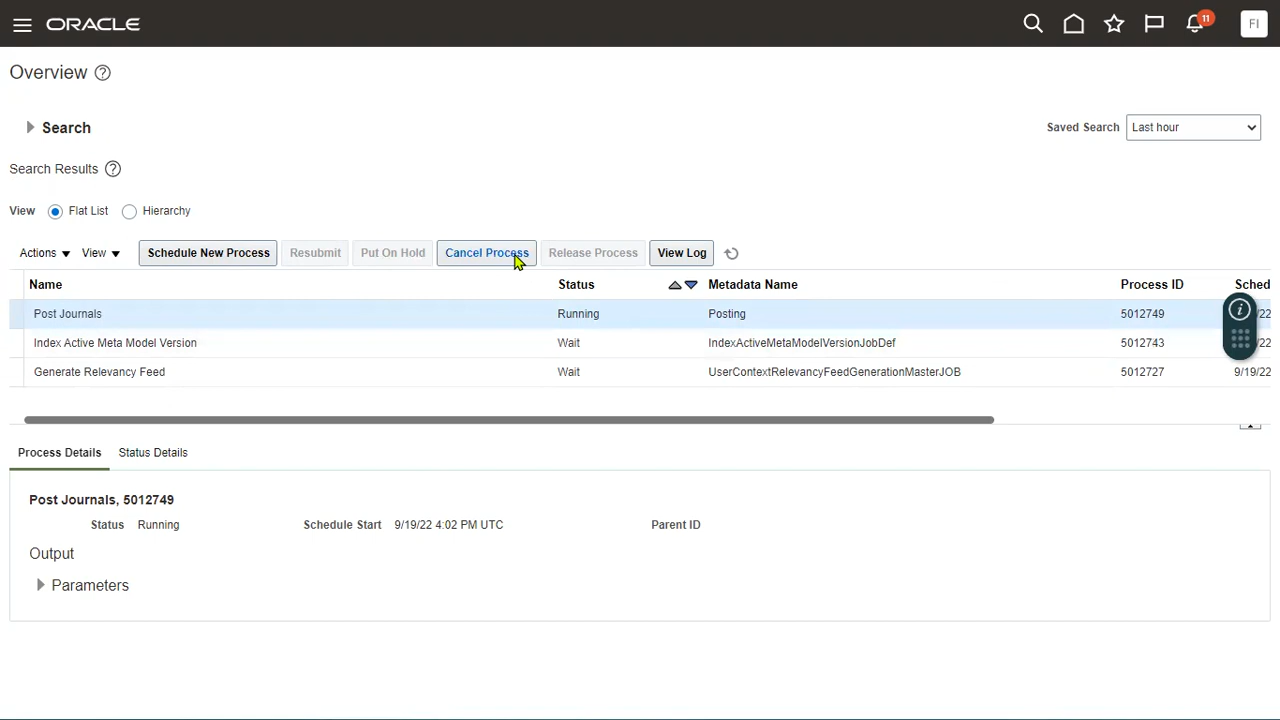 ORACLE
11
FI
Overview
Search
Saved Search Last hour
Search Results
View Flat List Hierarchy
Actions View Schedule New Process Resubmit Put On Hold Cancel Process Release Process View Log
Name Status Metadata Name Process ID Sched
Post Journals Running Posting 5012749 /22
Index Active Meta Model Version Wait IndexActiveMetaModelVersionJobDef 5012743 /22
Generate Relevancy Feed Wait UserContextRelevancyFeedGenerationMasterJOB 5012727 9/19/22
Process Details Status Details
Post Journals, 5012749
Status Running Schedule Start 9/19/22 4:02 PM UTC Parent ID
Output
Parameters